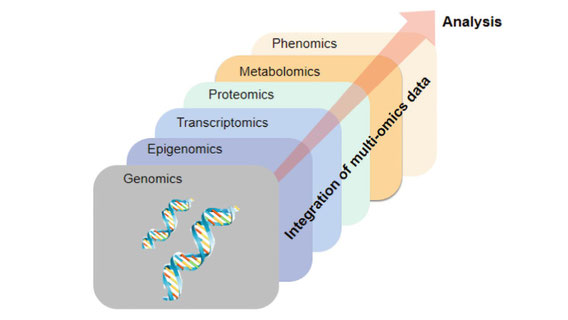 Analysis
Phenomics
Metabolomics
Proteomics
Transcriptomics
Epigenomics
Genomics
Integration of multi-omics data